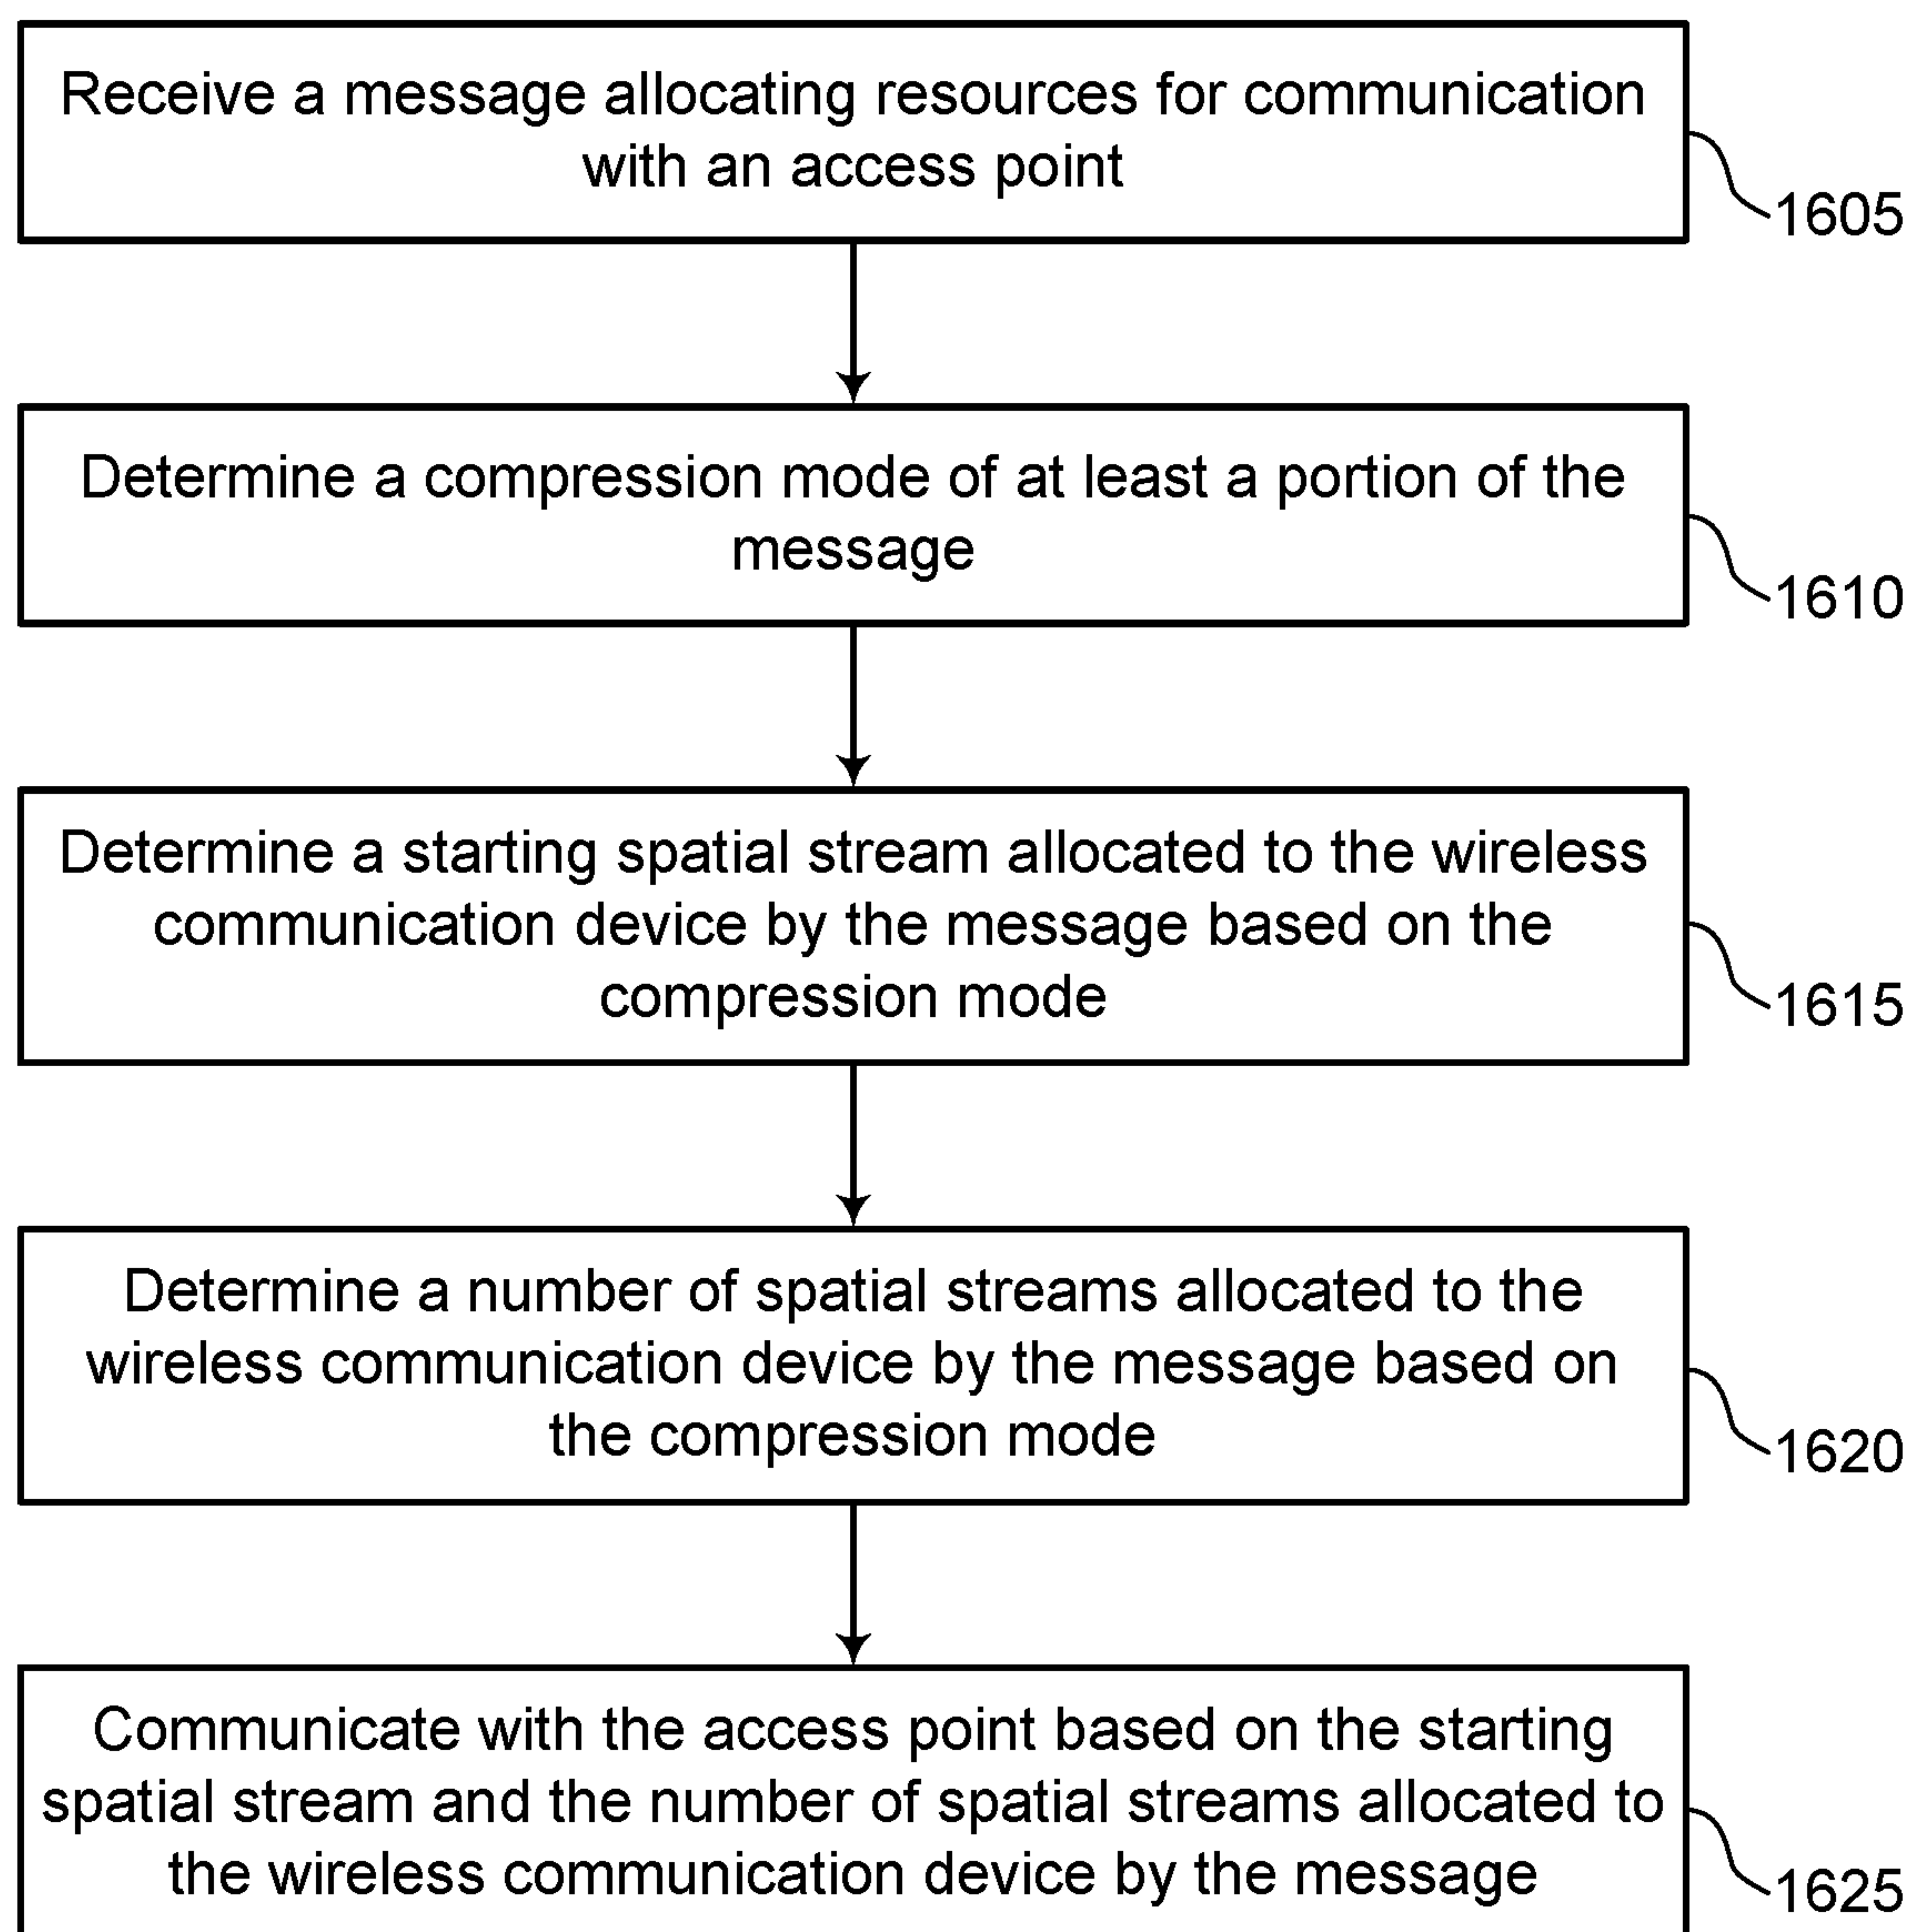 Receive a message allocating resources for communication
with an access point
1605
Determine a compression mode of at least a portion of the
message
1610
Determine a starting spatial stream allocated to the wireless
communication device by the message based on the
compression mode
1615
Determine a number of spatial streams allocated to the
wireless communication device by the message based on
the compression mode
1620
Communicate with the access point based on the starting
spatial stream and the number of spatial streams allocated to
the wireless communication device by the message
1625